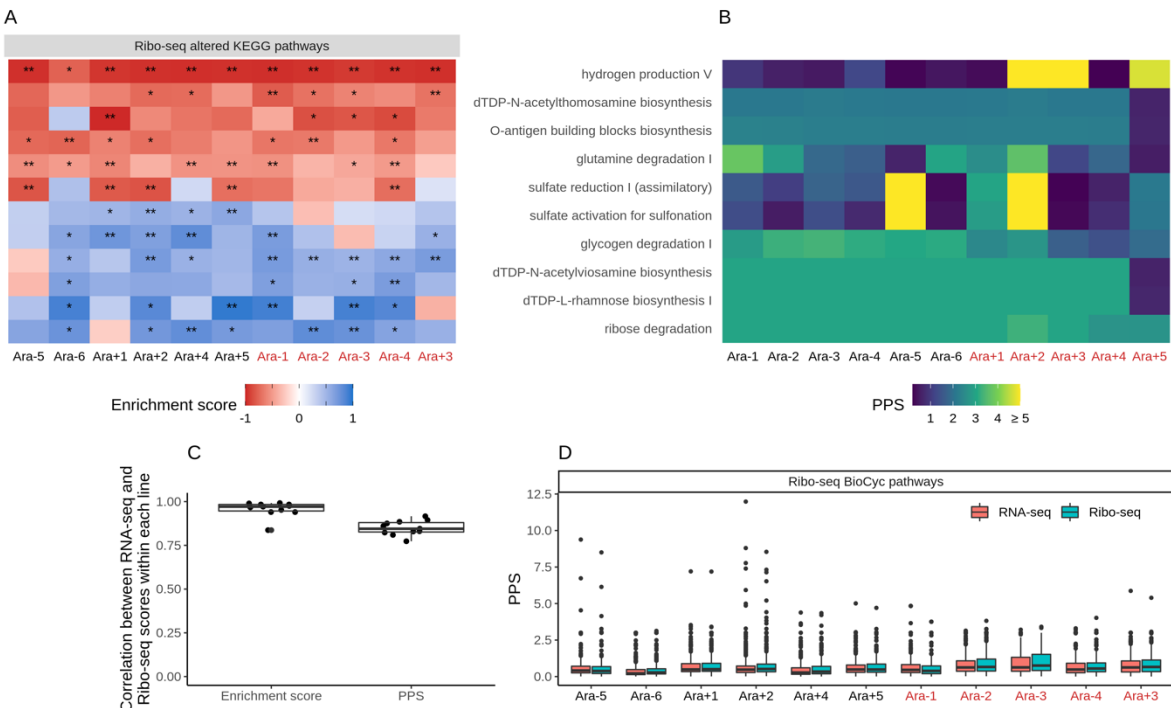 A
Ribo-seq altered KEGG pathways
** * ** ** ** ** ** ** ** ** **
* * ** * * **
** * * *
* ** * * * ** *
** * ** ** ** ** * **
** ** ** ** **
* ** * **
* ** ** ** ** *
* ** * ** ** ** ** **
* * * **
* * ** ** ** *
* * ** * ** ** *
Ara-5 Ara-6 Ara+1 Ara+2 Ara+4 Ara+5 Ara-1 Ara-2 Ara-3 Ara-4 Ara+3
Enrichment score
-1 0 1
B
hydrogen production V
dTDP-N-acetylthomosamine biosynthesis
O-antigen building blocks biosynthesis
glutamine degradation I
sulfate reduction I (assimilatory)
sulfate activation for sulfonation
glycogen degradation I
dTDP-N-acetylviosamine biosynthesis
dTDP-L-rhamnose biosynthesis I
ribose degradation
Ara-1 Ara-2 Ara-3 Ara-4 Ara-5 Ara-6 Ara+1 Ara+2 Ara+3 Ara+4 Ara+5
PPS
1 2 3 4 ≥ 5
C
Correlation between RNA-seq and
Ribo-seq scores within each line
1.00
0.75
0.50
0.25
0.00
Enrichment score PPS
D
Ribo-seq BioCyc pathways
RNA-seq Ribo-seq
PPS
12.5
10.0
7.5
5.0
2.5
0.0
Ara-5 Ara-6 Ara+1 Ara+2 Ara+4 Ara+5 Ara-1 Ara-2 Ara-3 Ara-4 Ara+3